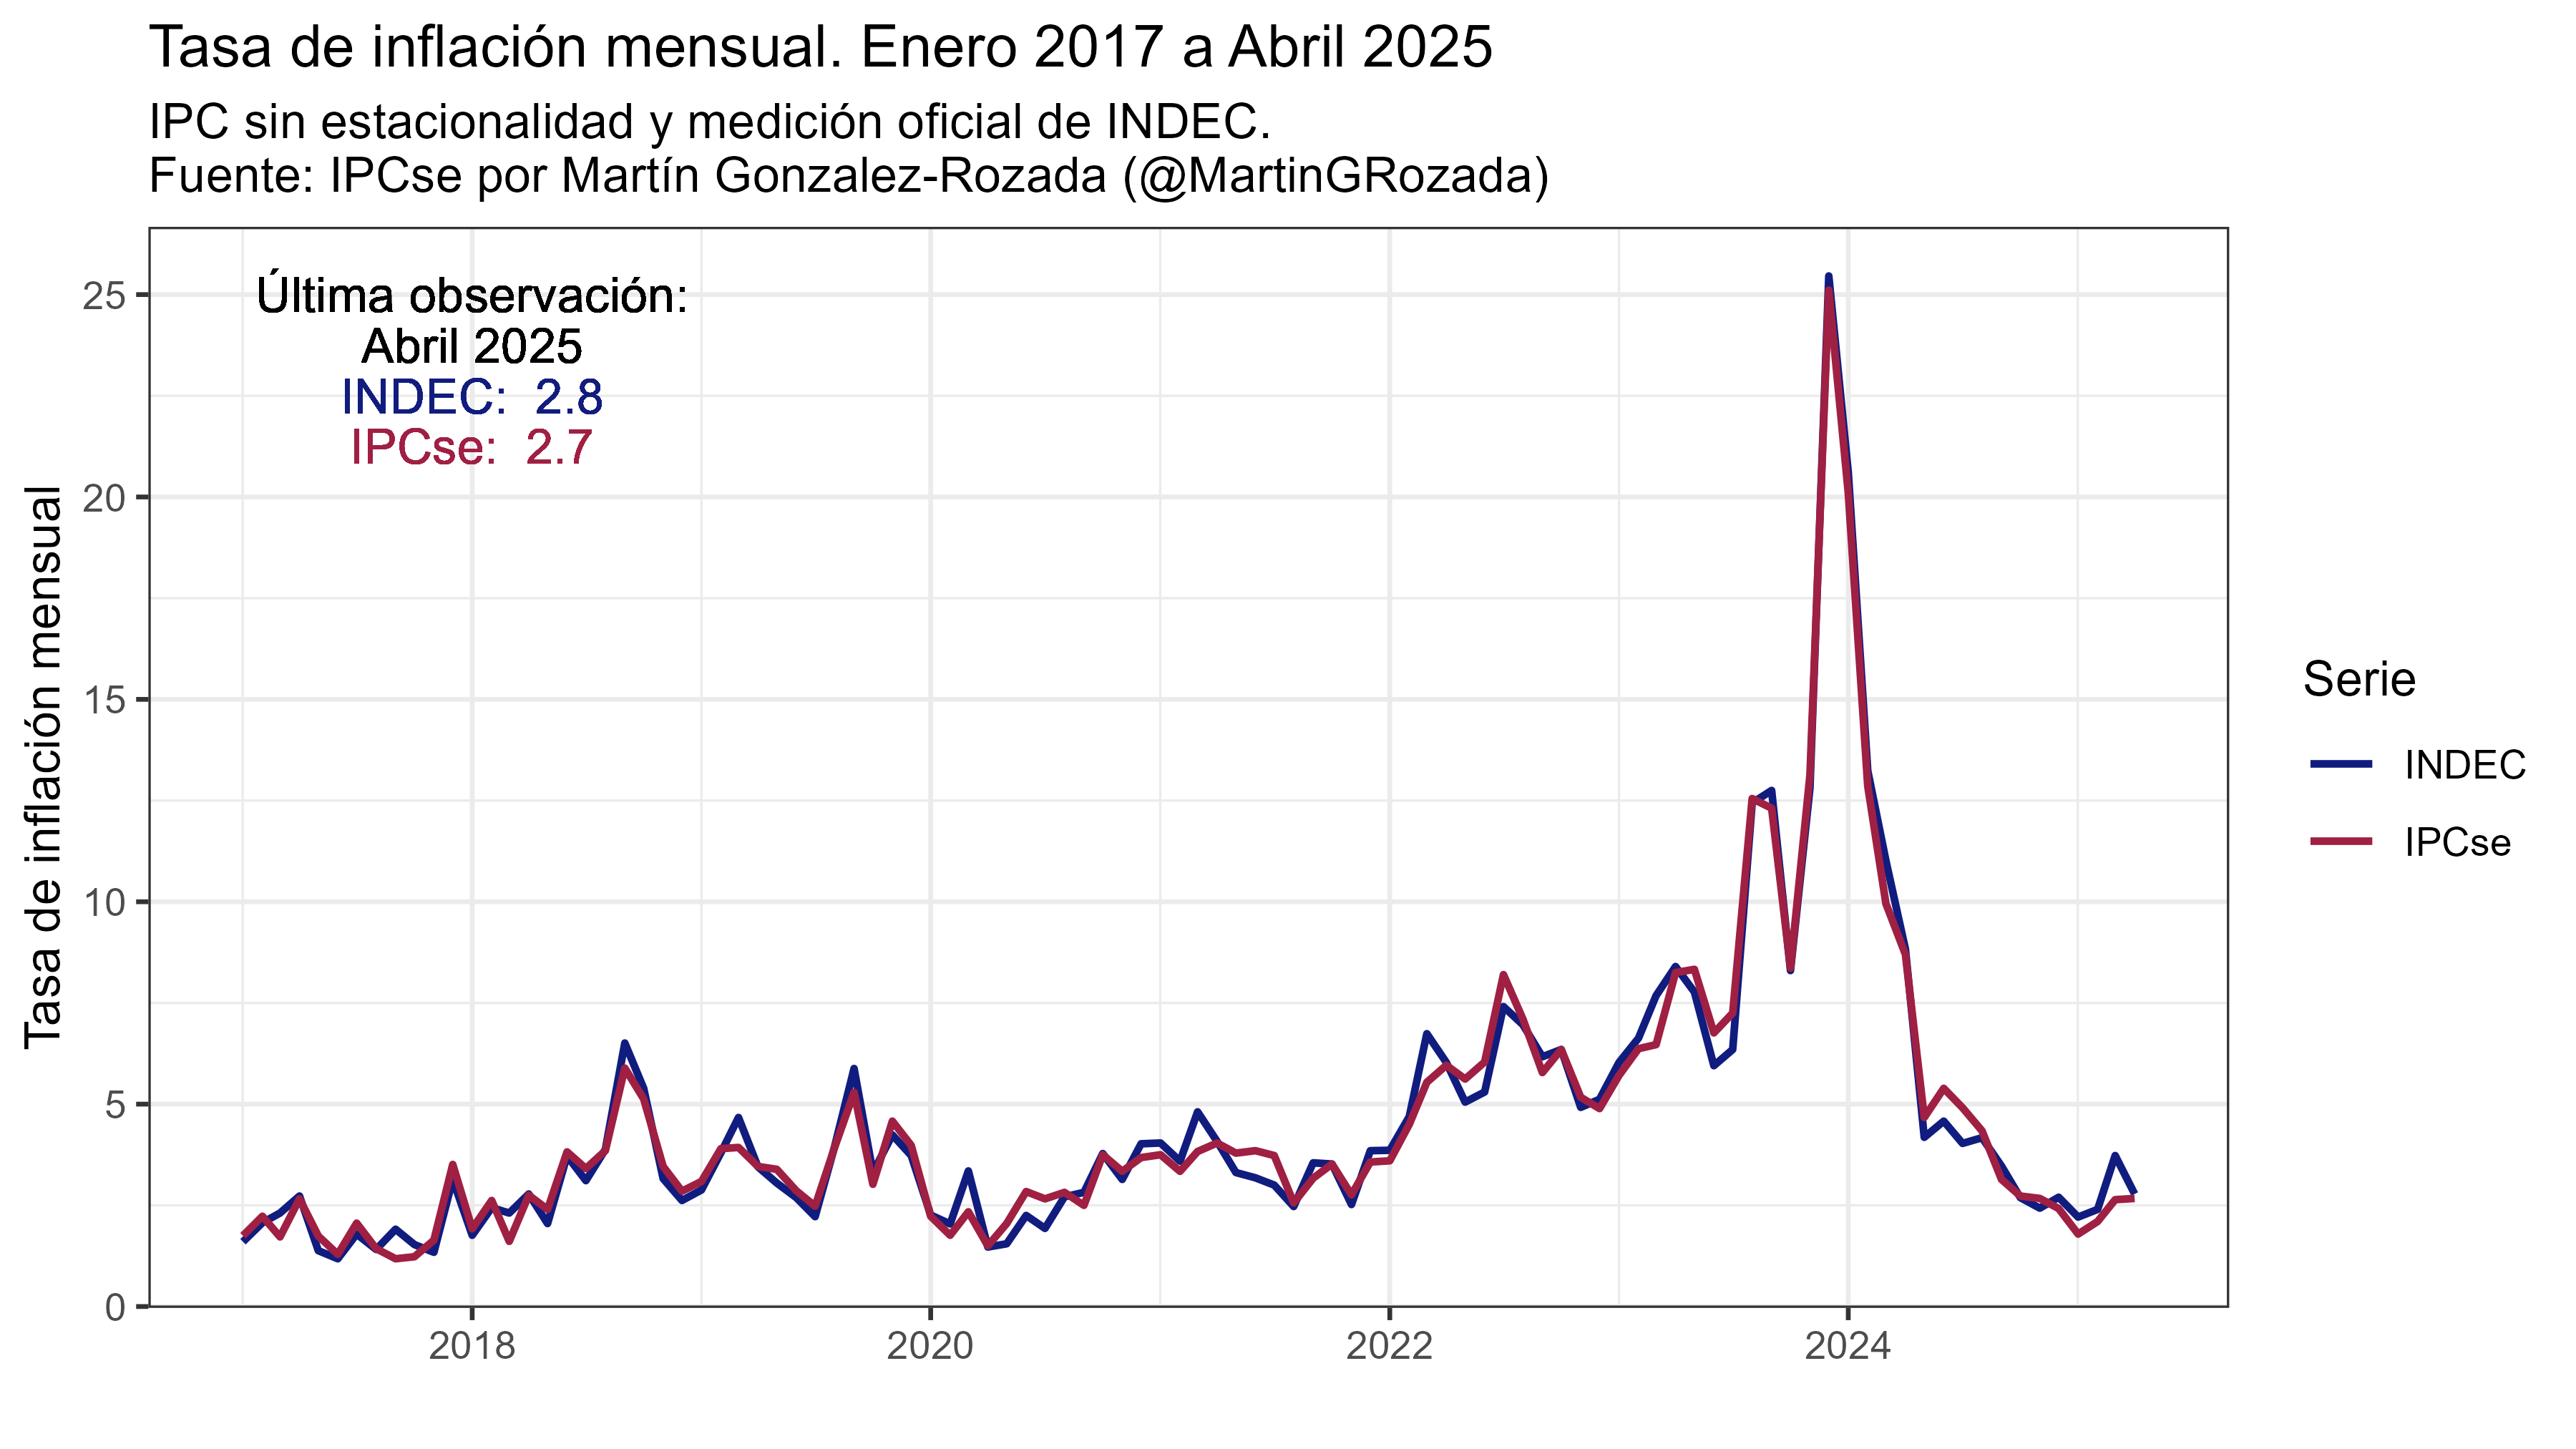 Tasa de inflación mensual. Enero 2017 a Abril 2025
IPC sin estacionalidad y medición oficial de INDEC.
Fuente: IPCse por Martín Gonzalez-Rozada (@MartinGRozada)
Última observación:
Abril 2025
INDEC: 2.8
IPCse: 2.7
Tasa de inflación mensual
25
20
15
10
5
0
2018
2020
2022
2024
Serie
INDEC
IPCse